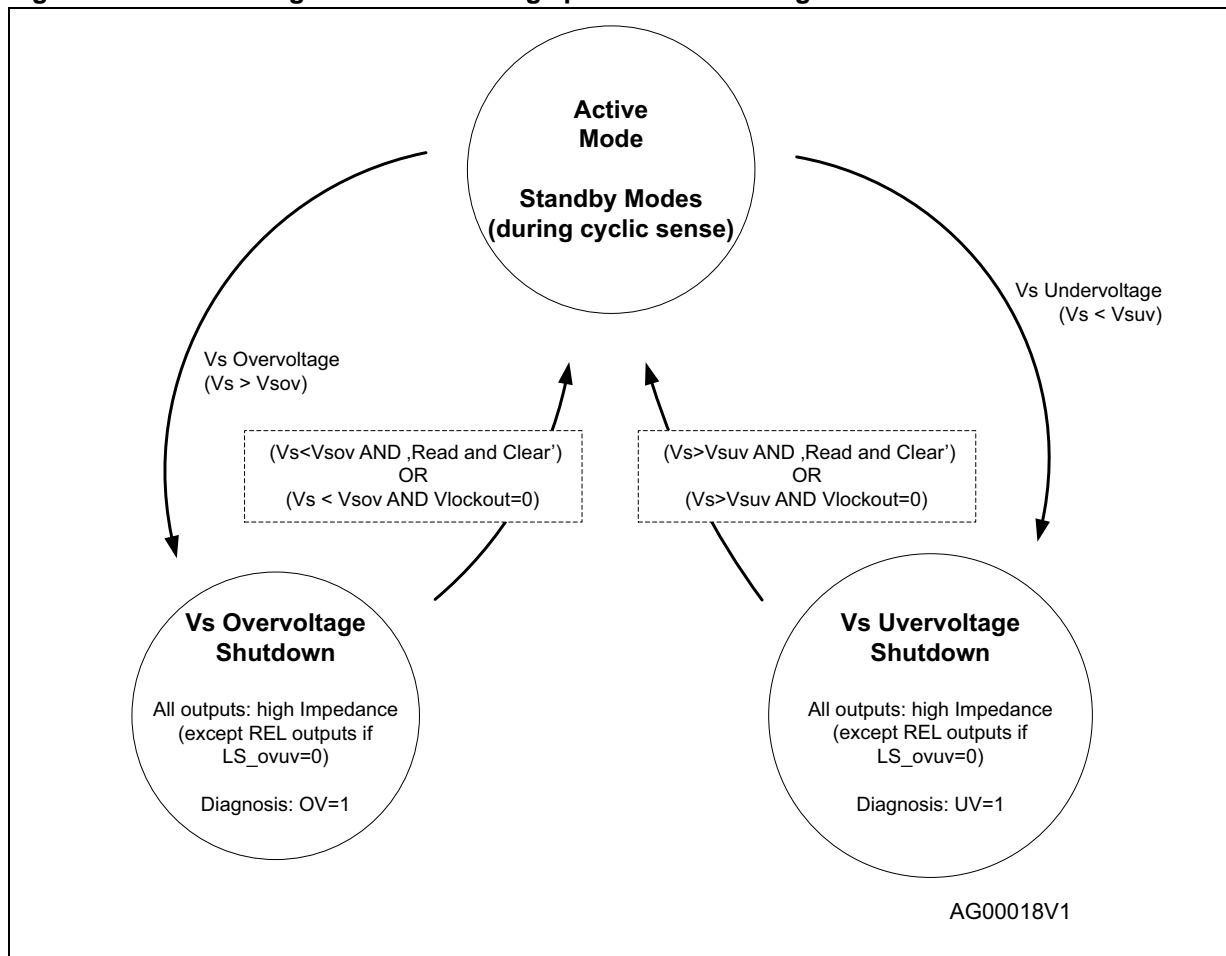 Active
Mode
Standby Modes
(during cyclic sense)
Vs Overvoltage
(Vs > Vsov)
Vs Undervoltage
(Vs < Vsuv)
(Vs<Vsov AND ,Read and Clear’)
OR
(Vs < Vsov AND Vlockout=0)
(Vs>Vsuv AND ,Read and Clear’)
OR
(Vs>Vsuv AND Vlockout=0)
Vs Overvoltage
Shutdown
All outputs: high Impedance
(except REL outputs if
LS_ovuv=0)
Diagnosis: OV=1
Vs Uvervoltage
Shutdown
All outputs: high Impedance
(except REL outputs if
LS_ovuv=0)
Diagnosis: UV=1
AG00018V1